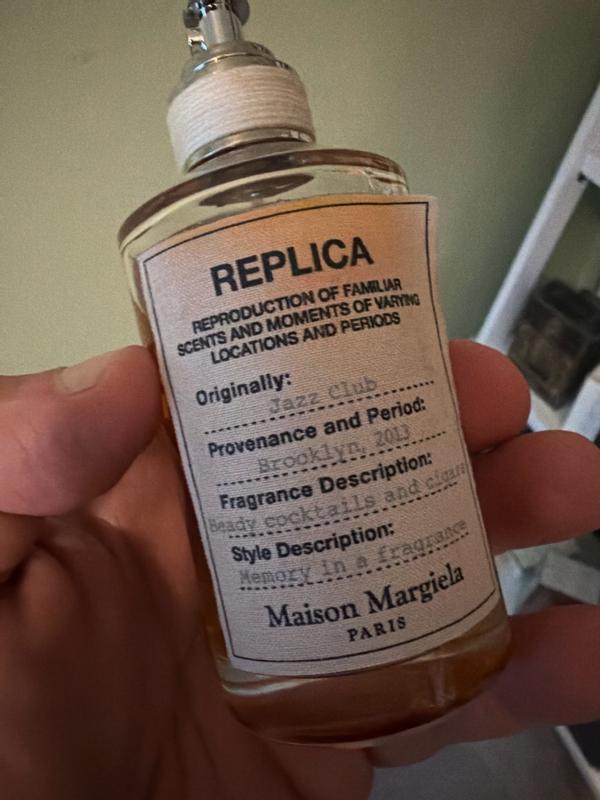 REPLICA
REPRODUCTION OF FAMILIAR
SCENTS AND MOMENTS OF VARYING
LOCATIONS AND PERIODS
Originally:
Jazz Club
Provenance and Period:
Brooklyn, 2013
Fragrance Description:
Heady cocktails and cigars
Style Description:
Memory in a fragrance
Maison Margiela
PARIS